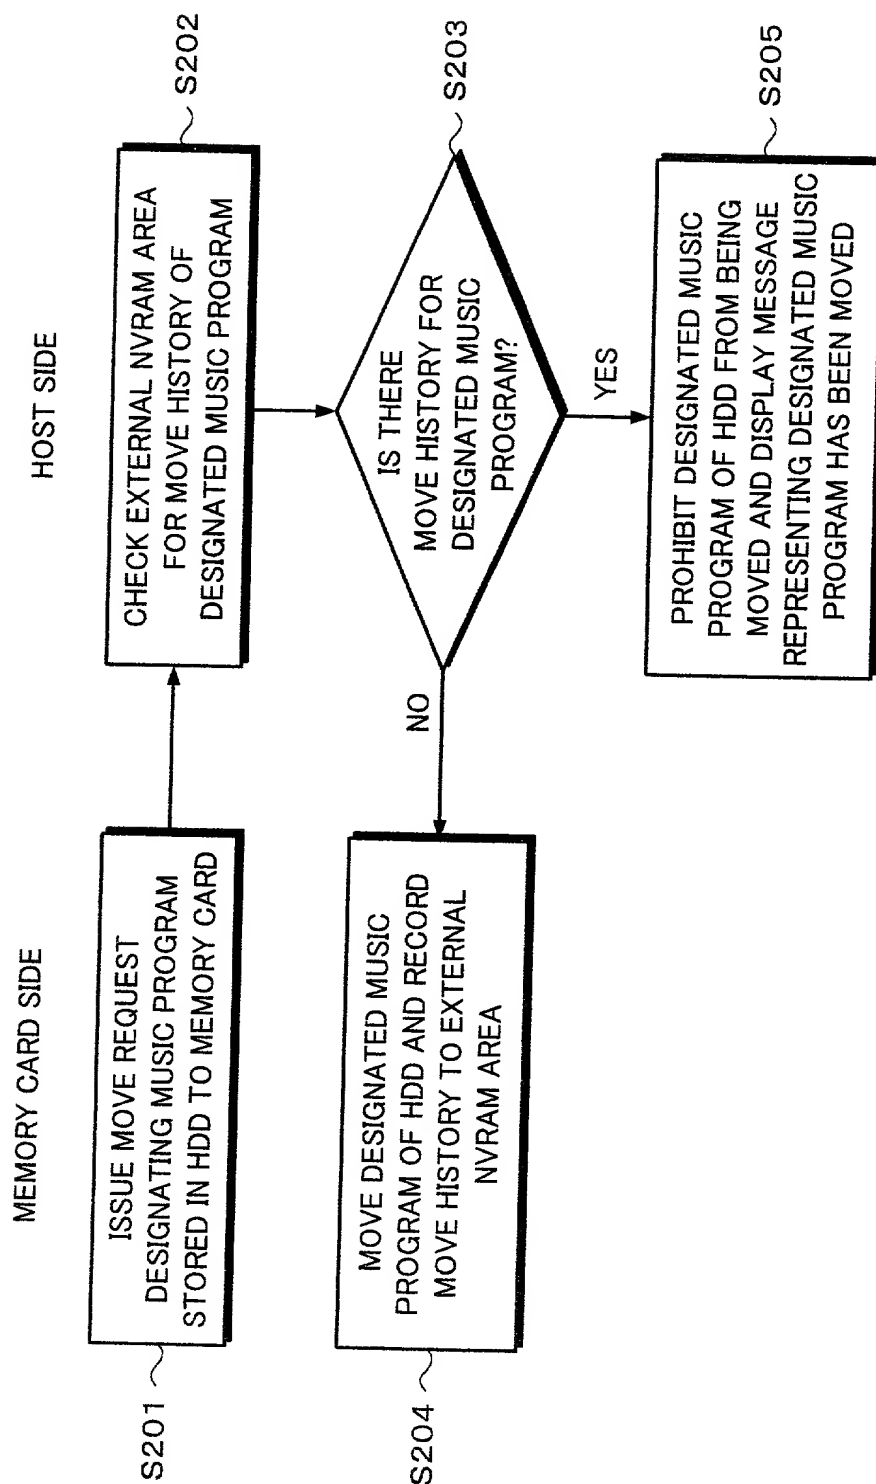 MEMORY CARD SIDE
HOST SIDE
S201
ISSUE MOVE REQUEST
DESIGNATING MUSIC PROGRAM
STORED IN HDD TO MEMORY CARD
S202
CHECK EXTERNAL NVRAM AREA
FOR MOVE HISTORY OF
DESIGNATED MUSIC PROGRAM
S203
IS THERE
MOVE HISTORY FOR
DESIGNATED MUSIC
PROGRAM?
NO
YES
S204
MOVE DESIGNATED MUSIC
PROGRAM OF HDD AND RECORD
MOVE HISTORY TO EXTERNAL
NVRAM AREA
S205
PROHIBIT DESIGNATED MUSIC
PROGRAM OF HDD FROM BEING
MOVED AND DISPLAY MESSAGE
REPRESENTING DESIGNATED MUSIC
PROGRAM HAS BEEN MOVED